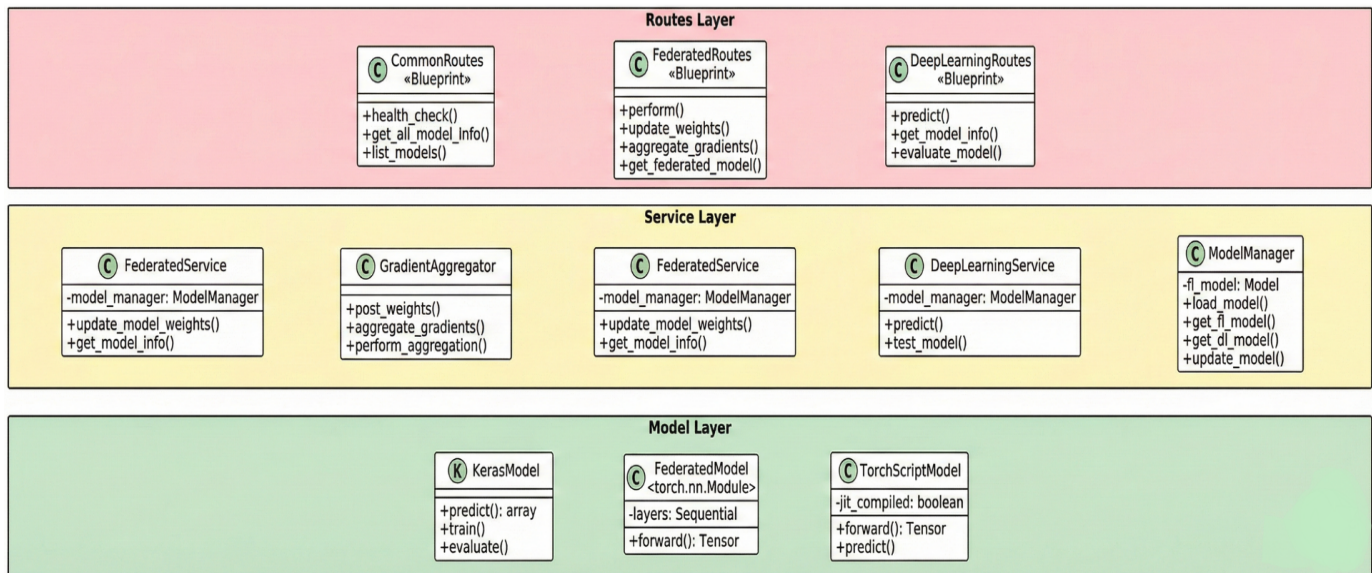 Routes Layer
C CommonRoutes
«Blueprint»
+health_check()
+get_all_model_Info()
+list_models()
C FederatedRoutes
«Blueprint»
+perform()
+update_weights()
+aggregate_gradients()
+get_federated_model()
C DeepLearningRoutes
«Blueprint»
+predict()
+get_model_info()
+evaluate_model()
Service Layer
C FederatedService
-model_manager: ModelManager
+update_model_weights()
+get_model_info()
C GradientAggregator
+post_weights()
+aggregate_gradients()
+perform_aggregation()
C FederatedService
-model_manager: ModelManager
+update_model_weights()
+get_model_info()
C DeepLearningService
-model_manager: ModelManager
+predict()
+test_model()
C ModelManager
-fl_model: Model
+load_model()
+get_fl_model()
+get_dl_model()
+update_model()
Model Layer
K KerasModel
+predict(): array
+train()
+evaluate()
C FederatedModel
<torch.nn.Module>
-layers: Sequential
+forward(): Tensor
C TorchScriptModel
-jit_compiled: boolean
+forward(): Tensor
+predict()